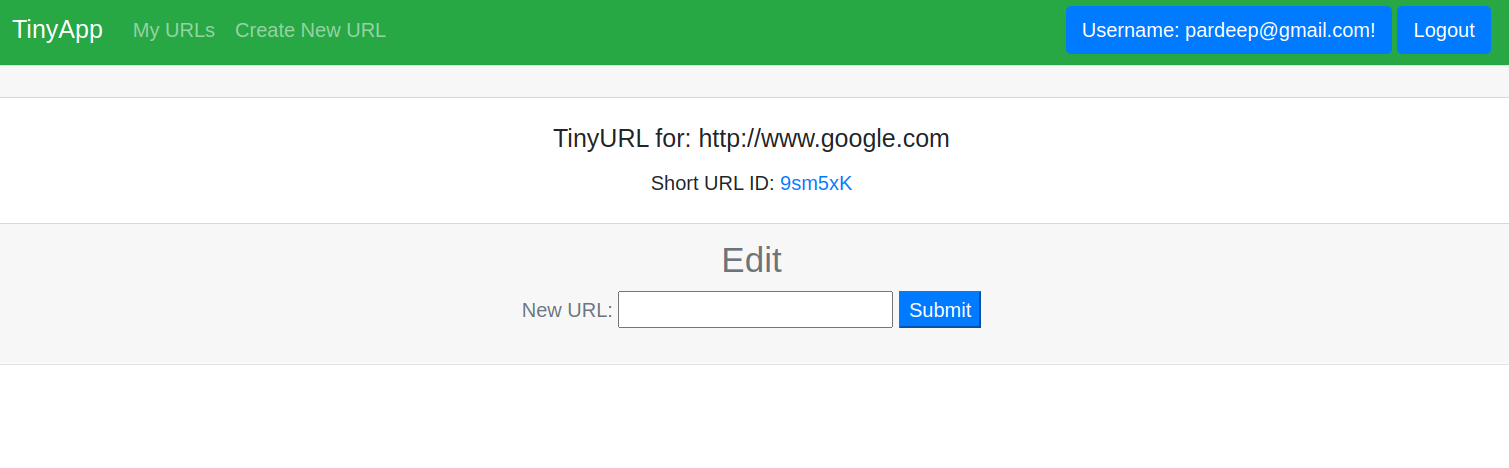 TinyApp My URLs Create New URL Username: pardeep@gmail.com! Logout
TinyURL for: http://www.google.com
Short URL ID: 9sm5xK
Edit
New URL: Submit